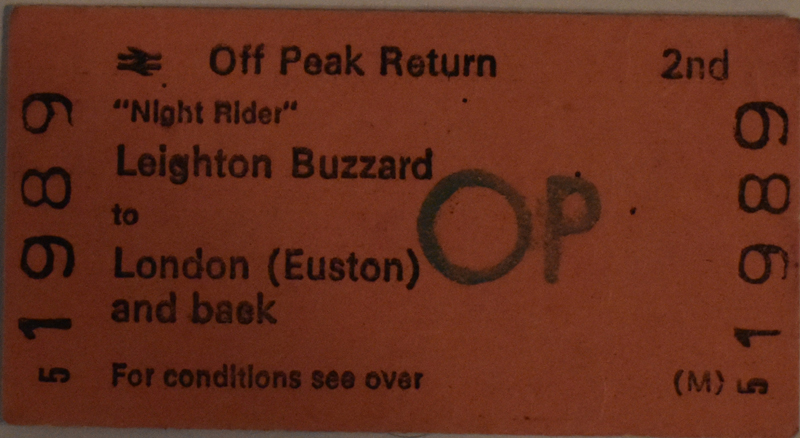 Off Peak Return 2nd
"Night Rider"
Leighton Buzzard
to
London (Euston)
and back
OP
For conditions see over (M)
51989
51989